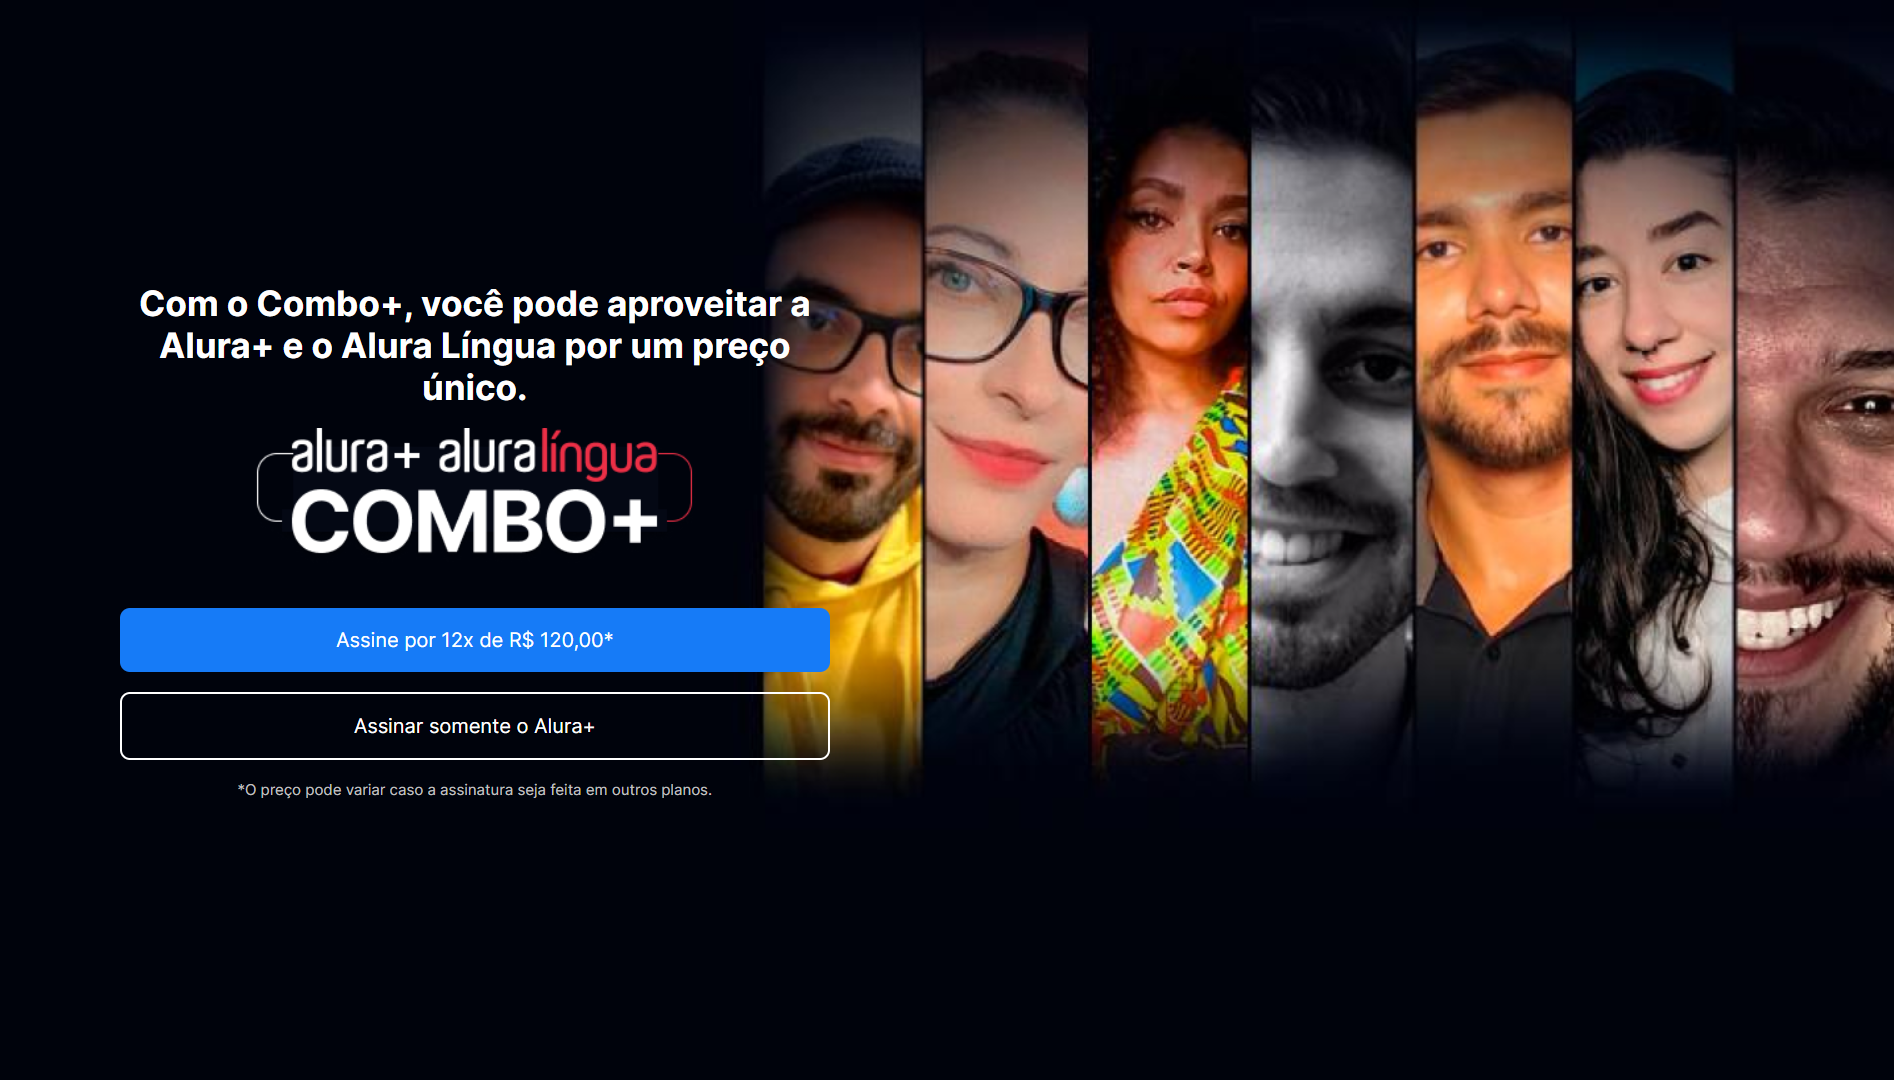 Com o Combo+, você pode aproveitar a
Alura+ e o Alura Língua por um preço
único.
alura+ aluralíngua
COMBO+
Assine por 12x de R$ 120,00*
Assinar somente o Alura+
*O preço pode variar caso a assinatura seja feita em outros planos.